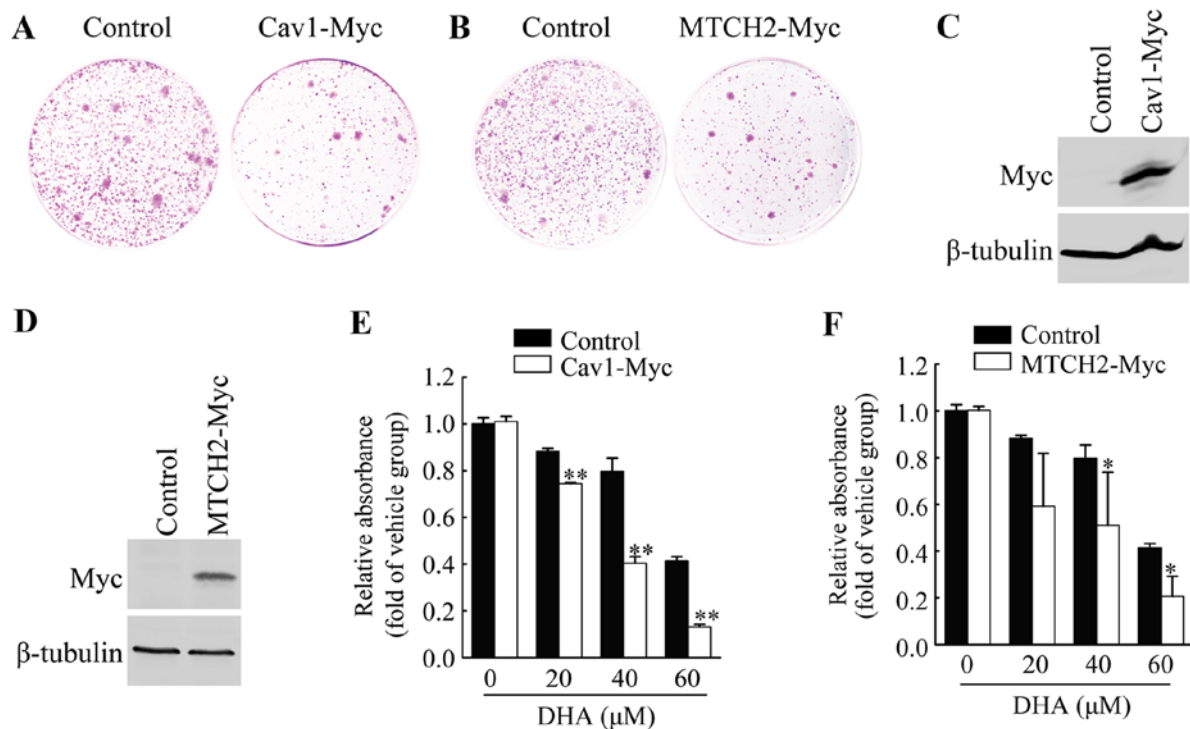 A
Control
Cav1-Myc
B
Control
MTCH2-Myc
C
Control
Cav1-Myc
Myc
β-tubulin
D
Control
MTCH2-Myc
Myc
β-tubulin
E
Control
Cav1-Myc
Relative absorbance
(fold of vehicle group)
1.2
1.0
0.8
0.6
0.4
0.2
0.0
**
**
**
0 20 40 60
DHA (μM)
F
Control
MTCH2-Myc
Relative absorbance
(fold of vehicle group)
1.2
1.0
0.8
0.6
0.4
0.2
0.0
*
*
0 20 40 60
DHA (μM)